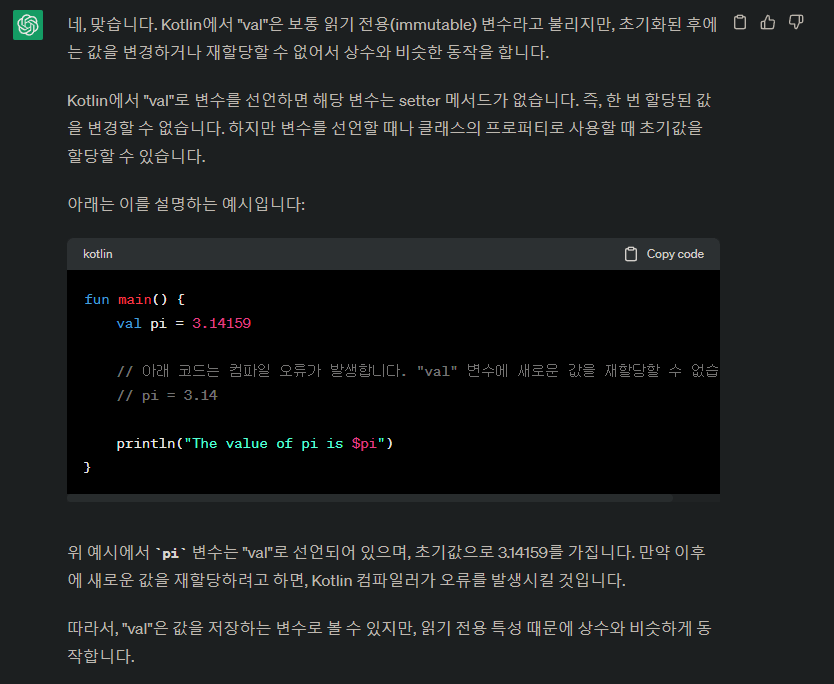 네, 맞습니다. Kotlin에서 "val"은 보통 읽기 전용(immutable) 변수라고 불리지만, 초기화된 후에
는 값을 변경하거나 재할당할 수 없어서 상수와 비슷한 동작을 합니다.
Kotlin에서 "val"로 변수를 선언하면 해당 변수는 setter 메서드가 없습니다. 즉, 한 번 할당된 값
을 변경할 수 없습니다. 하지만 변수를 선언할 때나 클래스의 프로퍼티로 사용할 때 초기값을
할당할 수 있습니다.
아래는 이를 설명하는 예시입니다:
kotlin
Copy code
fun main() {
    val pi = 3.14159
    // 아래 코드는 컴파일 오류가 발생합니다. "val" 변수에 새로운 값을 재할당할 수 없습
    // pi = 3.14
    println("The value of pi is $pi")
}
위 예시에서 `pi` 변수는 "val"로 선언되어 있으며, 초기값으로 3.14159를 가집니다. 만약 이후
에 새로운 값을 재할당하려고 하면, Kotlin 컴파일러가 오류를 발생시킬 것입니다.
따라서, "val"은 값을 저장하는 변수로 볼 수 있지만, 읽기 전용 특성 때문에 상수와 비슷하게 동
작합니다.